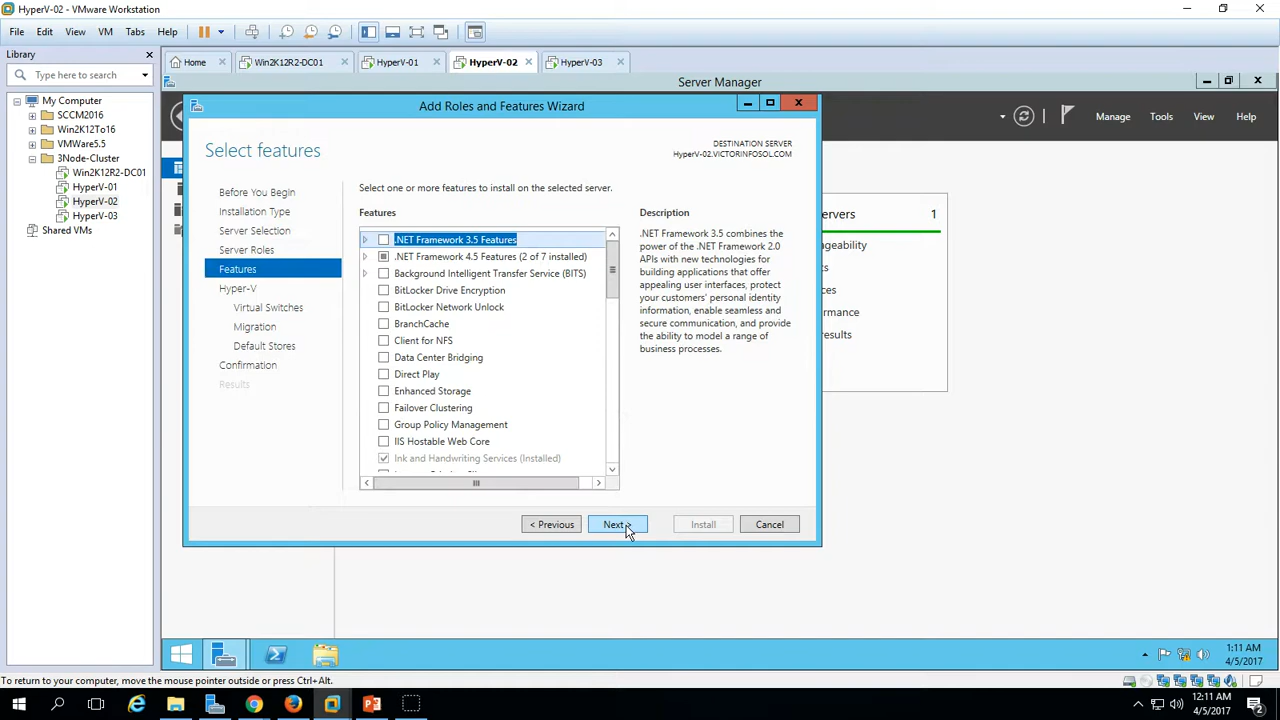 HyperV-02 - VMware Workstation
File Edit View VM Tabs Help
Library
Type here to search
My Computer
SCCM2016
Win2K12To16
VMWare5.5
3Node-Cluster
Win2K12R2-DC01
HyperV-01
HyperV-02
HyperV-03
Shared VMs
Home Win2K12R2-DC01 HyperV-01 HyperV-02 HyperV-03
Server Manager
Manage Tools View Help
Add Roles and Features Wizard
Select features
DESTINATION SERVER
HyperV-02.VICTORINFOSOL.COM
Before You Begin
Installation Type
Server Selection
Server Roles
Features
Hyper-V
Virtual Switches
Migration
Default Stores
Confirmation
Results
Select one or more features to install on the selected server.
Features
.NET Framework 3.5 Features
.NET Framework 4.5 Features (2 of 7 installed)
Background Intelligent Transfer Service (BITS)
BitLocker Drive Encryption
BitLocker Network Unlock
BranchCache
Client for NFS
Data Center Bridging
Direct Play
Enhanced Storage
Failover Clustering
Group Policy Management
IIS Hostable Web Core
Ink and Handwriting Services (Installed)
Description
.NET Framework 3.5 combines the
power of the .NET Framework 2.0
APIs with new technologies for
building applications that offer
appealing user interfaces, protect
your customers' personal identity
information, enable seamless and
secure communication, and provide
the ability to model a range of
business processes.
< Previous Next > Install Cancel
1
1:11 AM
4/5/2017
To return to your computer, move the mouse pointer outside or press Ctrl+Alt.
12:11 AM
4/5/2017
2